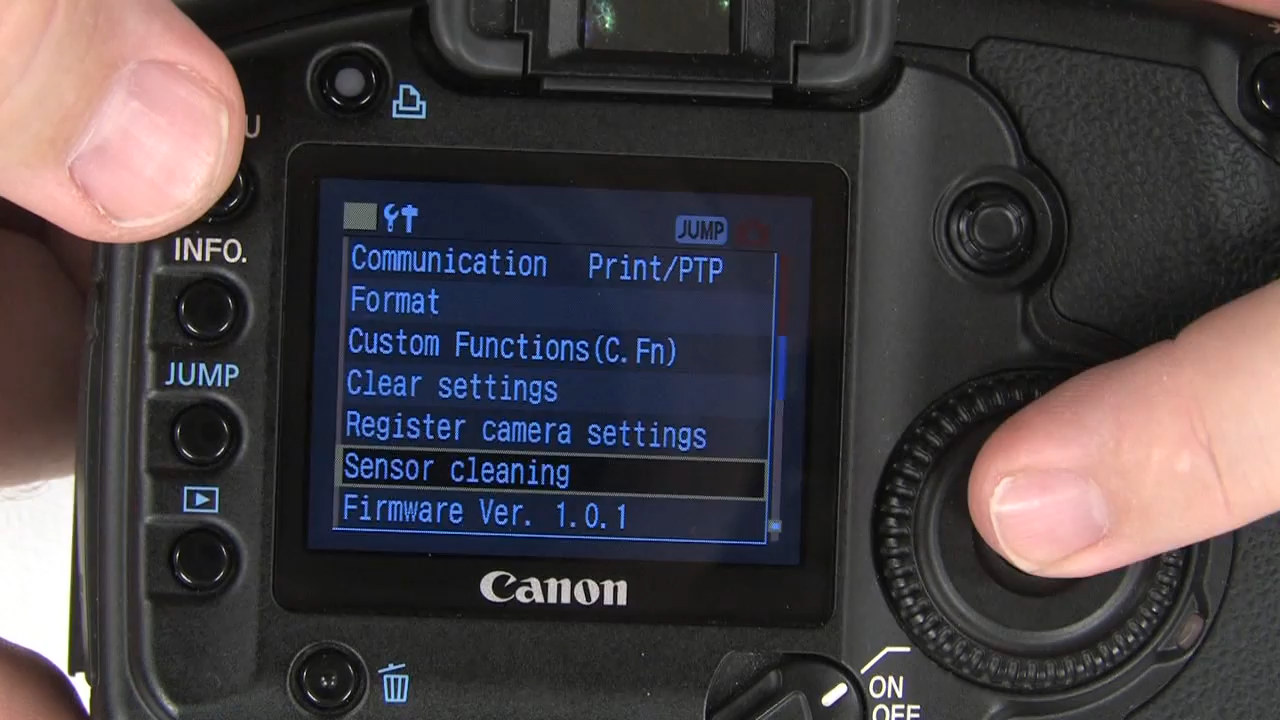 U
INFO.
JUMP
JUMP
Communication Print/PTP
Format
Custom Functions(C.Fn)
Clear settings
Register camera settings
Sensor cleaning
Firmware Ver. 1.0.1
Canon
ON
OFF